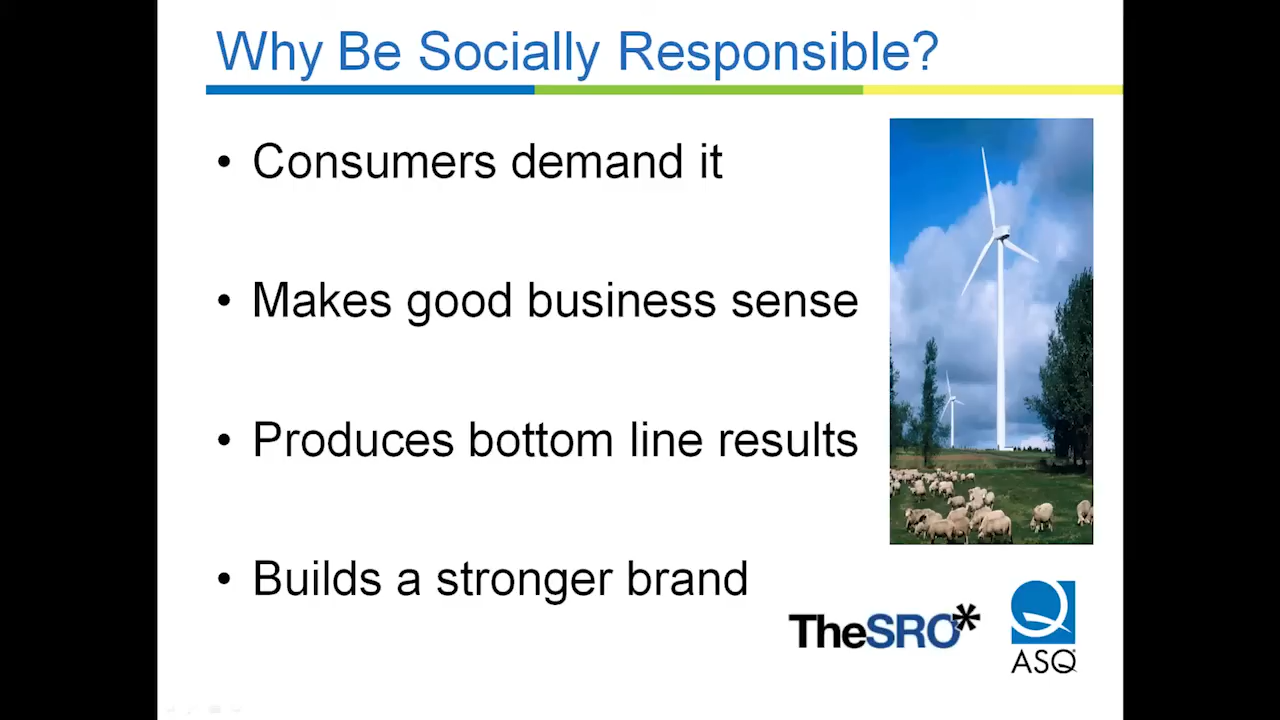 Why Be Socially Responsible?
• Consumers demand it
• Makes good business sense
• Produces bottom line results
• Builds a stronger brand
TheSRO*
ASQ